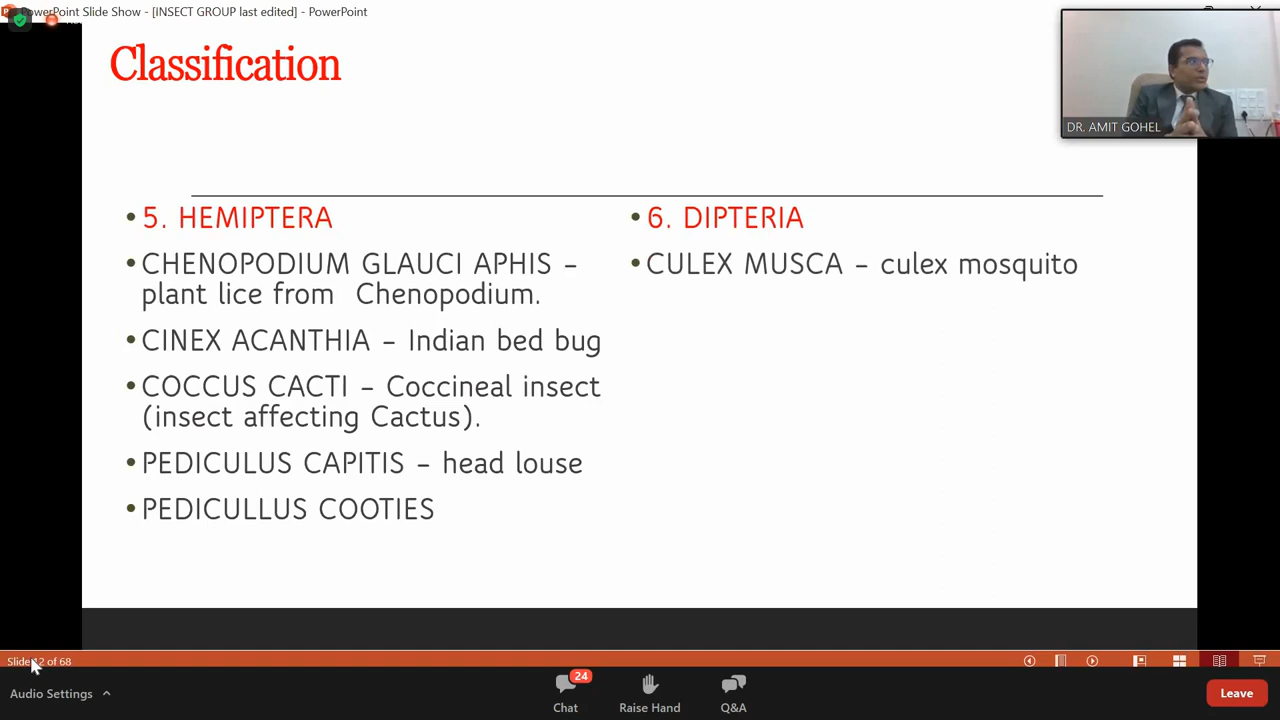 PowerPoint Slide Show - [INSECT GROUP last edited] - PowerPoint
Classification
DR. AMIT GOHEL
• 5. HEMIPTERA
• CHENOPODIUM GLAUCI APHIS –
plant lice from Chenopodium.
• CINEX ACANTHIA – Indian bed bug
• COCCUS CACTI – Coccineal insect
(insect affecting Cactus).
• PEDICULUS CAPITIS – head louse
• PEDICULLUS COOTIES
• 6. DIPTERIA
• CULEX MUSCA – culex mosquito
Slide 12 of 68
Audio Settings
24
Chat
Raise Hand
Q&A
Leave